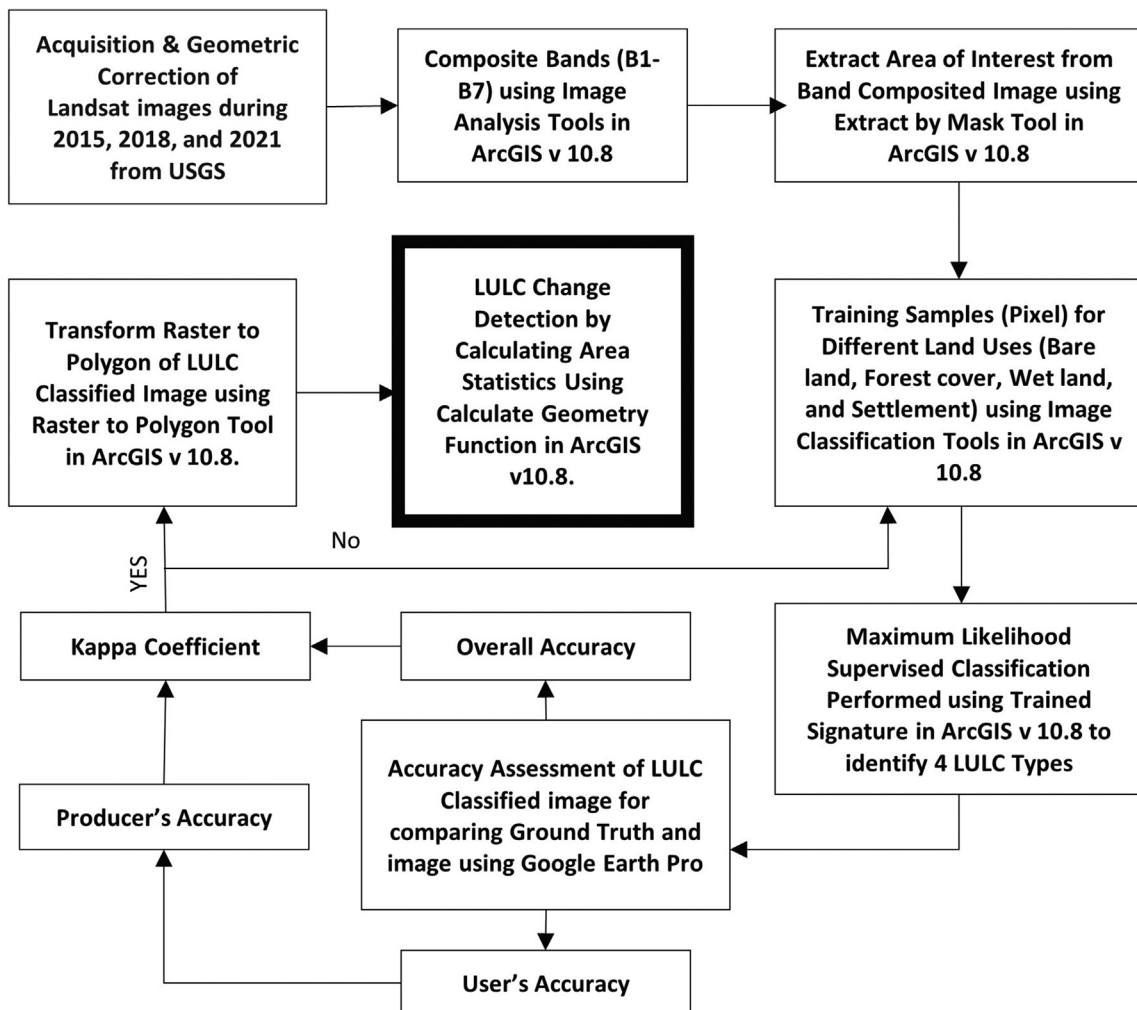 Acquisition & Geometric
Correction of
Landsat images during
2015, 2018, and 2021
from USGS
Composite Bands (B1-
B7) using Image
Analysis Tools in
ArcGIS v 10.8
Extract Area of Interest from
Band Composited Image using
Extract by Mask Tool in
ArcGIS v 10.8
Transform Raster to
Polygon of LULC
Classified Image using
Raster to Polygon Tool
in ArcGIS v 10.8.
LULC Change
Detection by
Calculating Area
Statistics Using
Calculate Geometry
Function in ArcGIS
v10.8.
Training Samples (Pixel) for
Different Land Uses (Bare
land, Forest cover, Wet land,
and Settlement) using Image
Classification Tools in ArcGIS v
10.8
No
YES
Kappa Coefficient
Overall Accuracy
Maximum Likelihood
Supervised Classification
Performed using Trained
Signature in ArcGIS v 10.8 to
identify 4 LULC Types
Producer's Accuracy
Accuracy Assessment of LULC
Classified image for
comparing Ground Truth and
image using Google Earth Pro
User's Accuracy